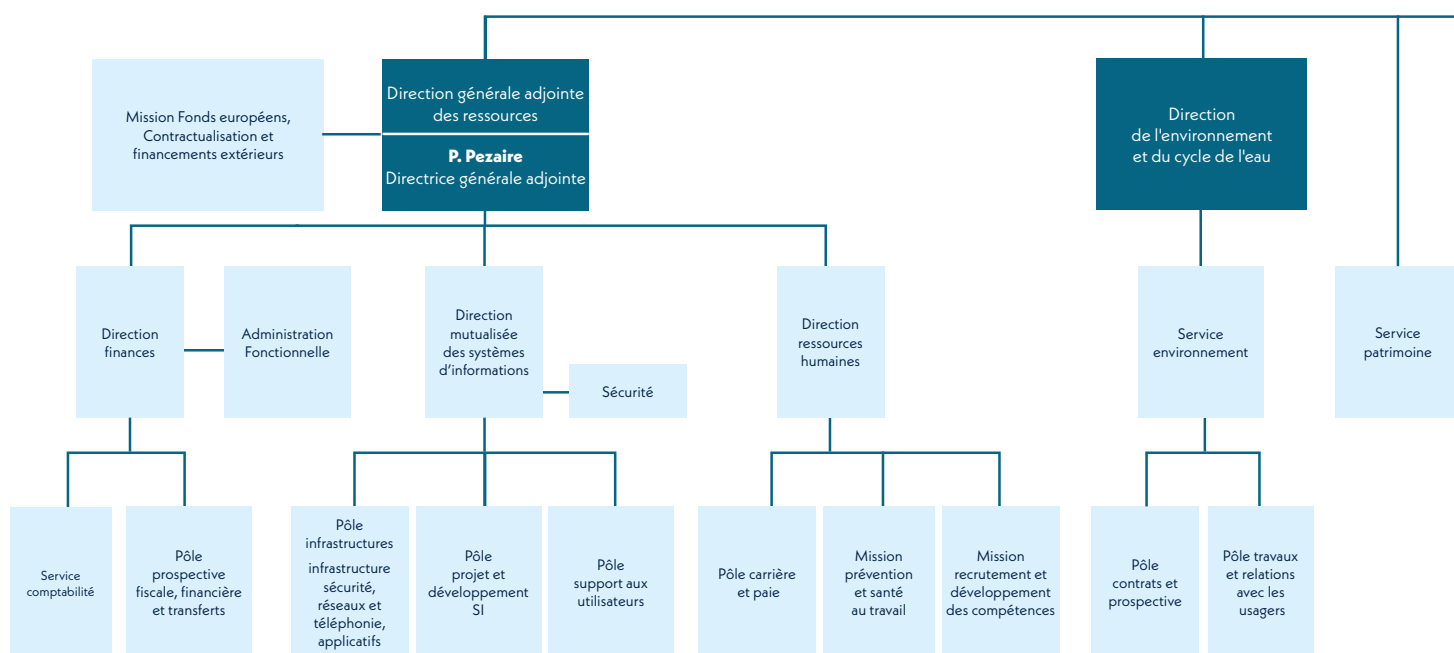 Mission Fonds européens,
Contractualisation et
financements extérieurs
Direction générale adjointe
des ressources
P. Pezaire
Directrice générale adjointe
Direction
de l'environnement
et du cycle de l'eau
Direction
finances
Administration
Fonctionnelle
Direction
mutualisée
des systèmes
d'informations
Sécurité
Direction
ressources
humaines
Service
environnement
Service
patrimoine
Service
comptabilité
Pôle
prospective
fiscale, financière
et transferts
Pôle
infrastructures
infrastructure
sécurité,
réseaux et
téléphonie,
applicatifs
Pôle
projet et
développement
SI
Pôle
support aux
utilisateurs
Pôle carrière
et paie
Mission
prévention
et santé
au travail
Mission
recrutement et
développement
des compétences
Pôle
contrats et
prospective
Pôle travaux
et relations
avec les
usagers